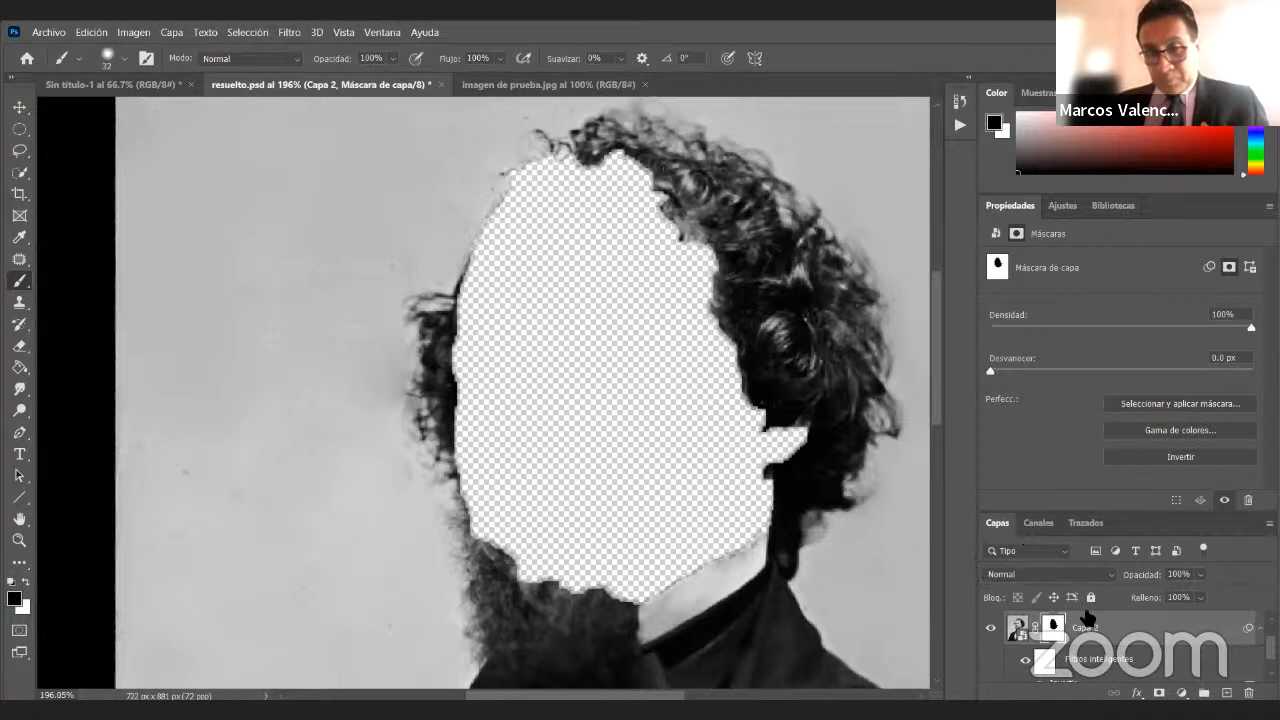 Ps Archivo Edición Imagen Capa Texto Selección Filtro 3D Vista Ventana Ayuda
32 Modo: Normal Opacidad: 100% Flujo: 100% Suavizar: 0% 0°
Sin título-1 al 66.7% (RGB/8#) * × resuelto.psd al 196% (Capa 2, Máscara de capa/8) * × imagen de prueba.jpg al 100% (RGB/8#) ×
Marcos Valenc...
Color Muestras
Propiedades Ajustes Bibliotecas
Máscaras
Máscara de capa
Densidad: 100%
Desvanecer: 0.0 px
Perfecc.: Seleccionar y aplicar máscara...
Gama de colores...
Invertir
Capas Canales Trazados
Tipo
Normal Opacidad: 100%
Bloq.: Relleno: 100%
Capa 2
Filtros inteligentes
zoom
196.05% 722 px x 881 px (72 ppp)